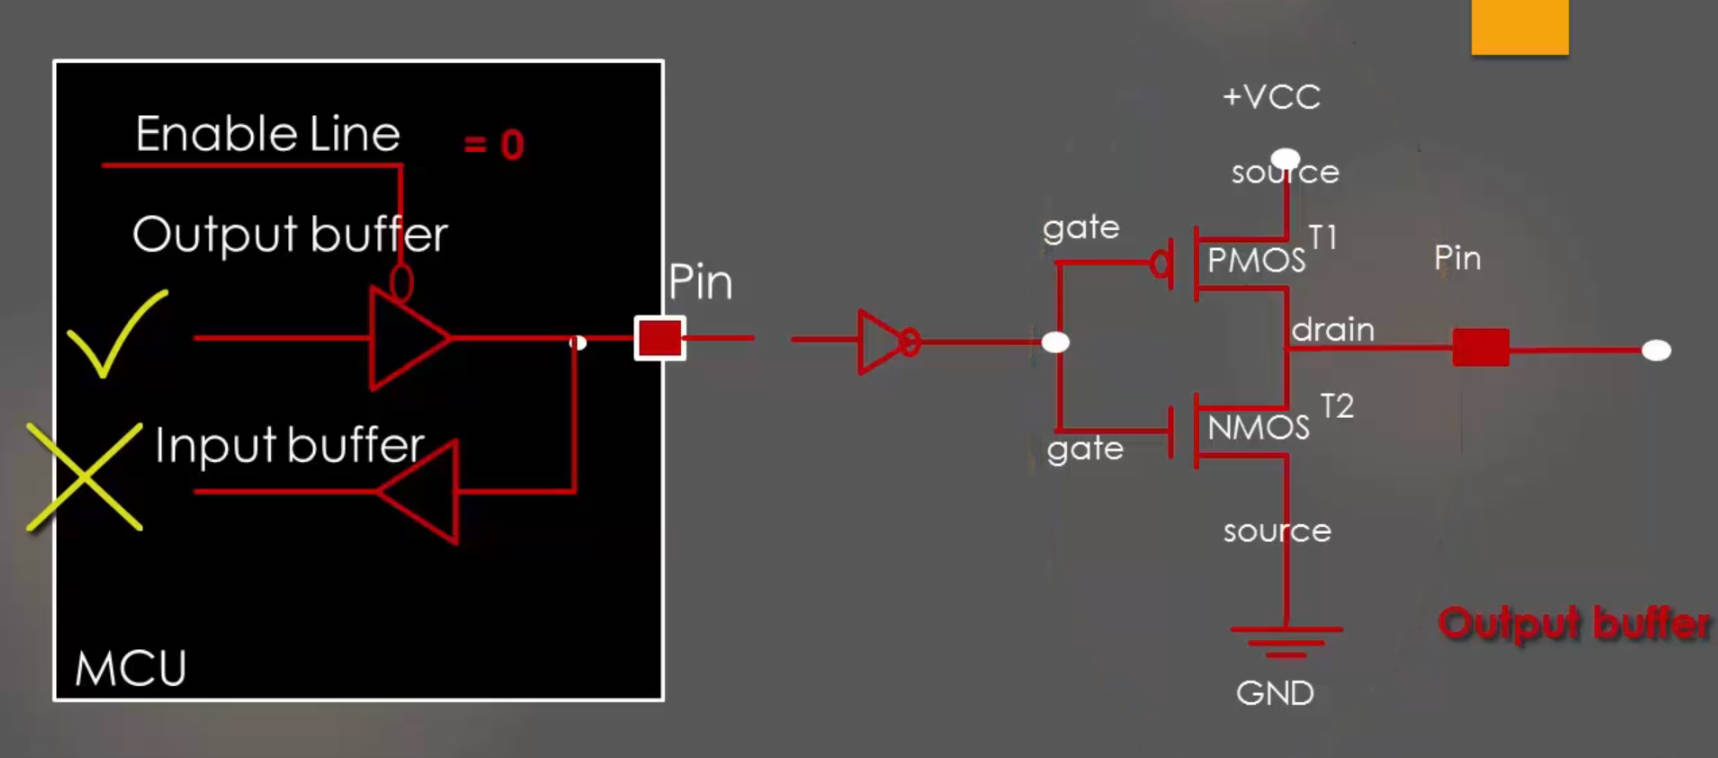 Enable Line
= 0
Output buffer
Pin
Input buffer
MCU
+VCC
source
gate
T1
PMOS
Pin
drain
T2
NMOS
gate
source
Output buffer
GND